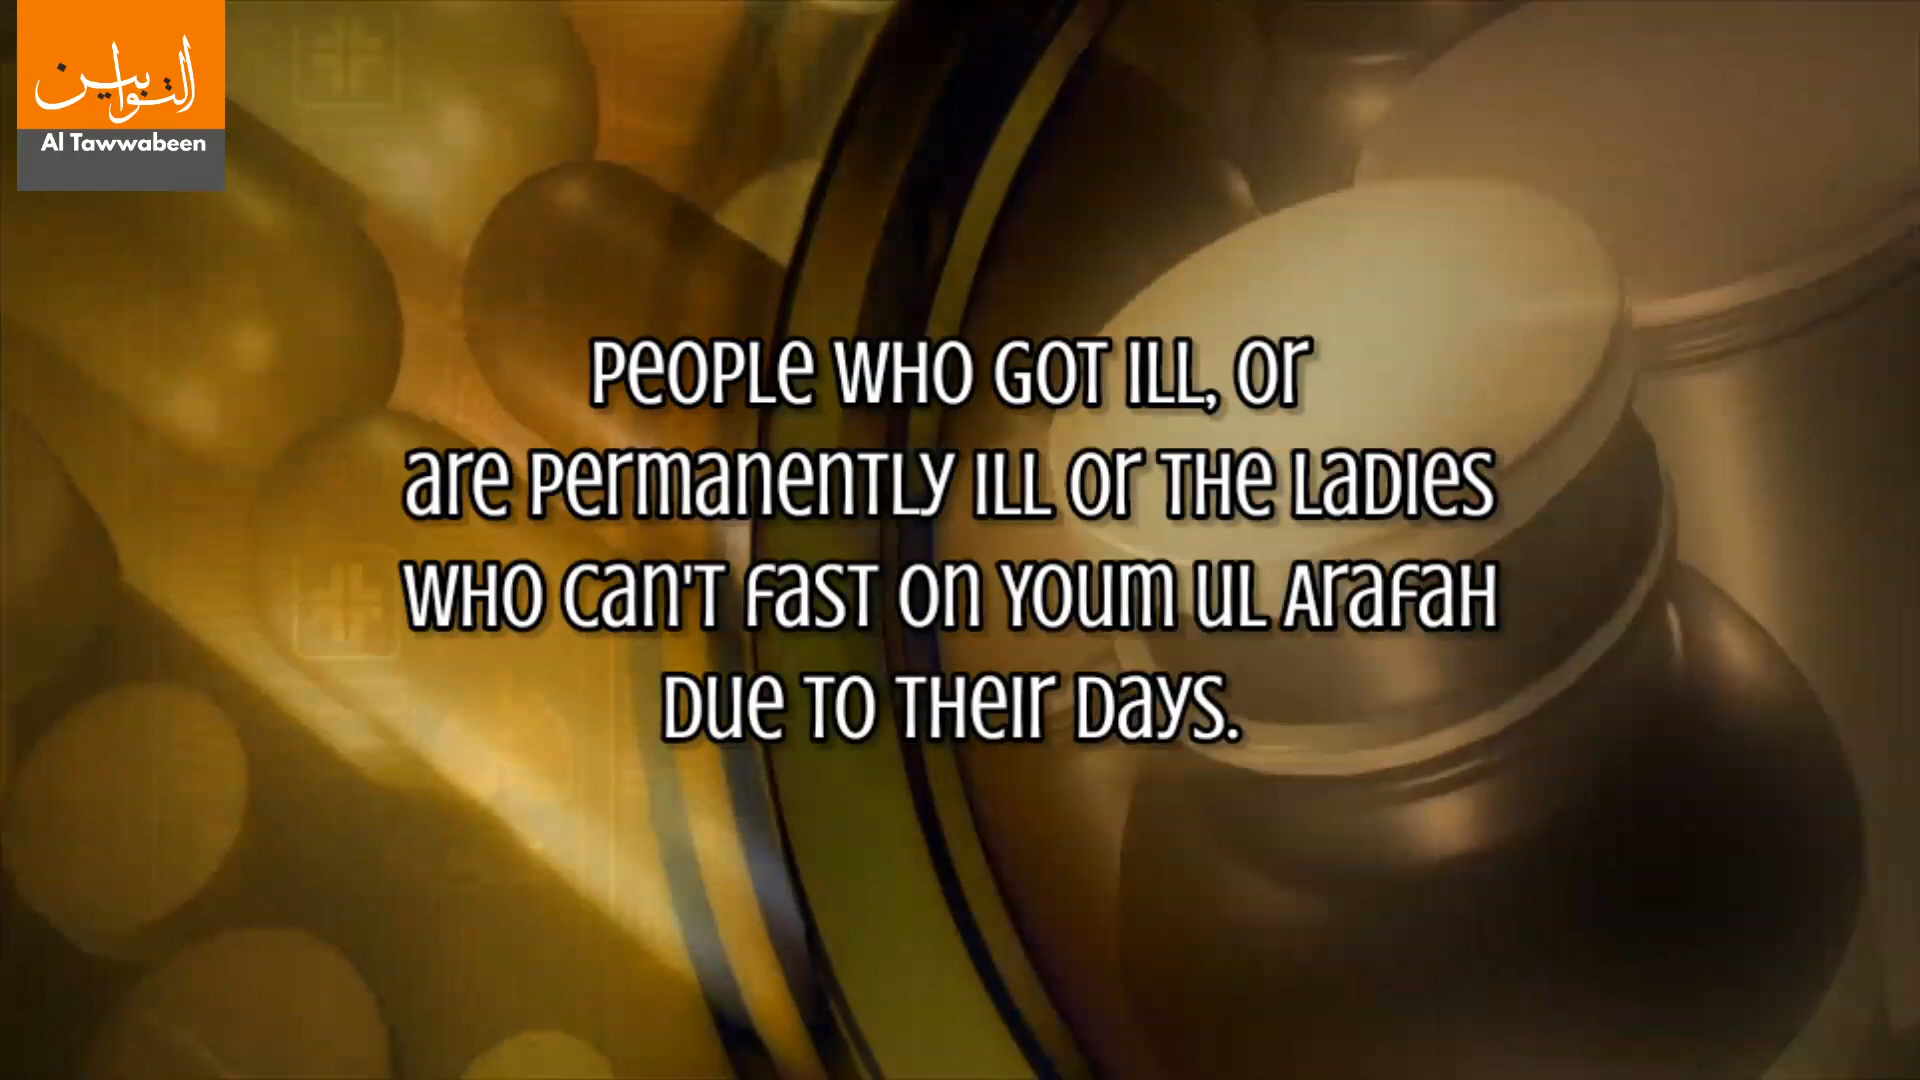 التوابين
Al Tawwabeen
PeOPLe WHO GOT ILL, Or
are PermanenTLY ILL Or THe LaDIes
WHO Can'T FasT On YOUm UL ArafaH
DUe TO THeIr Days.